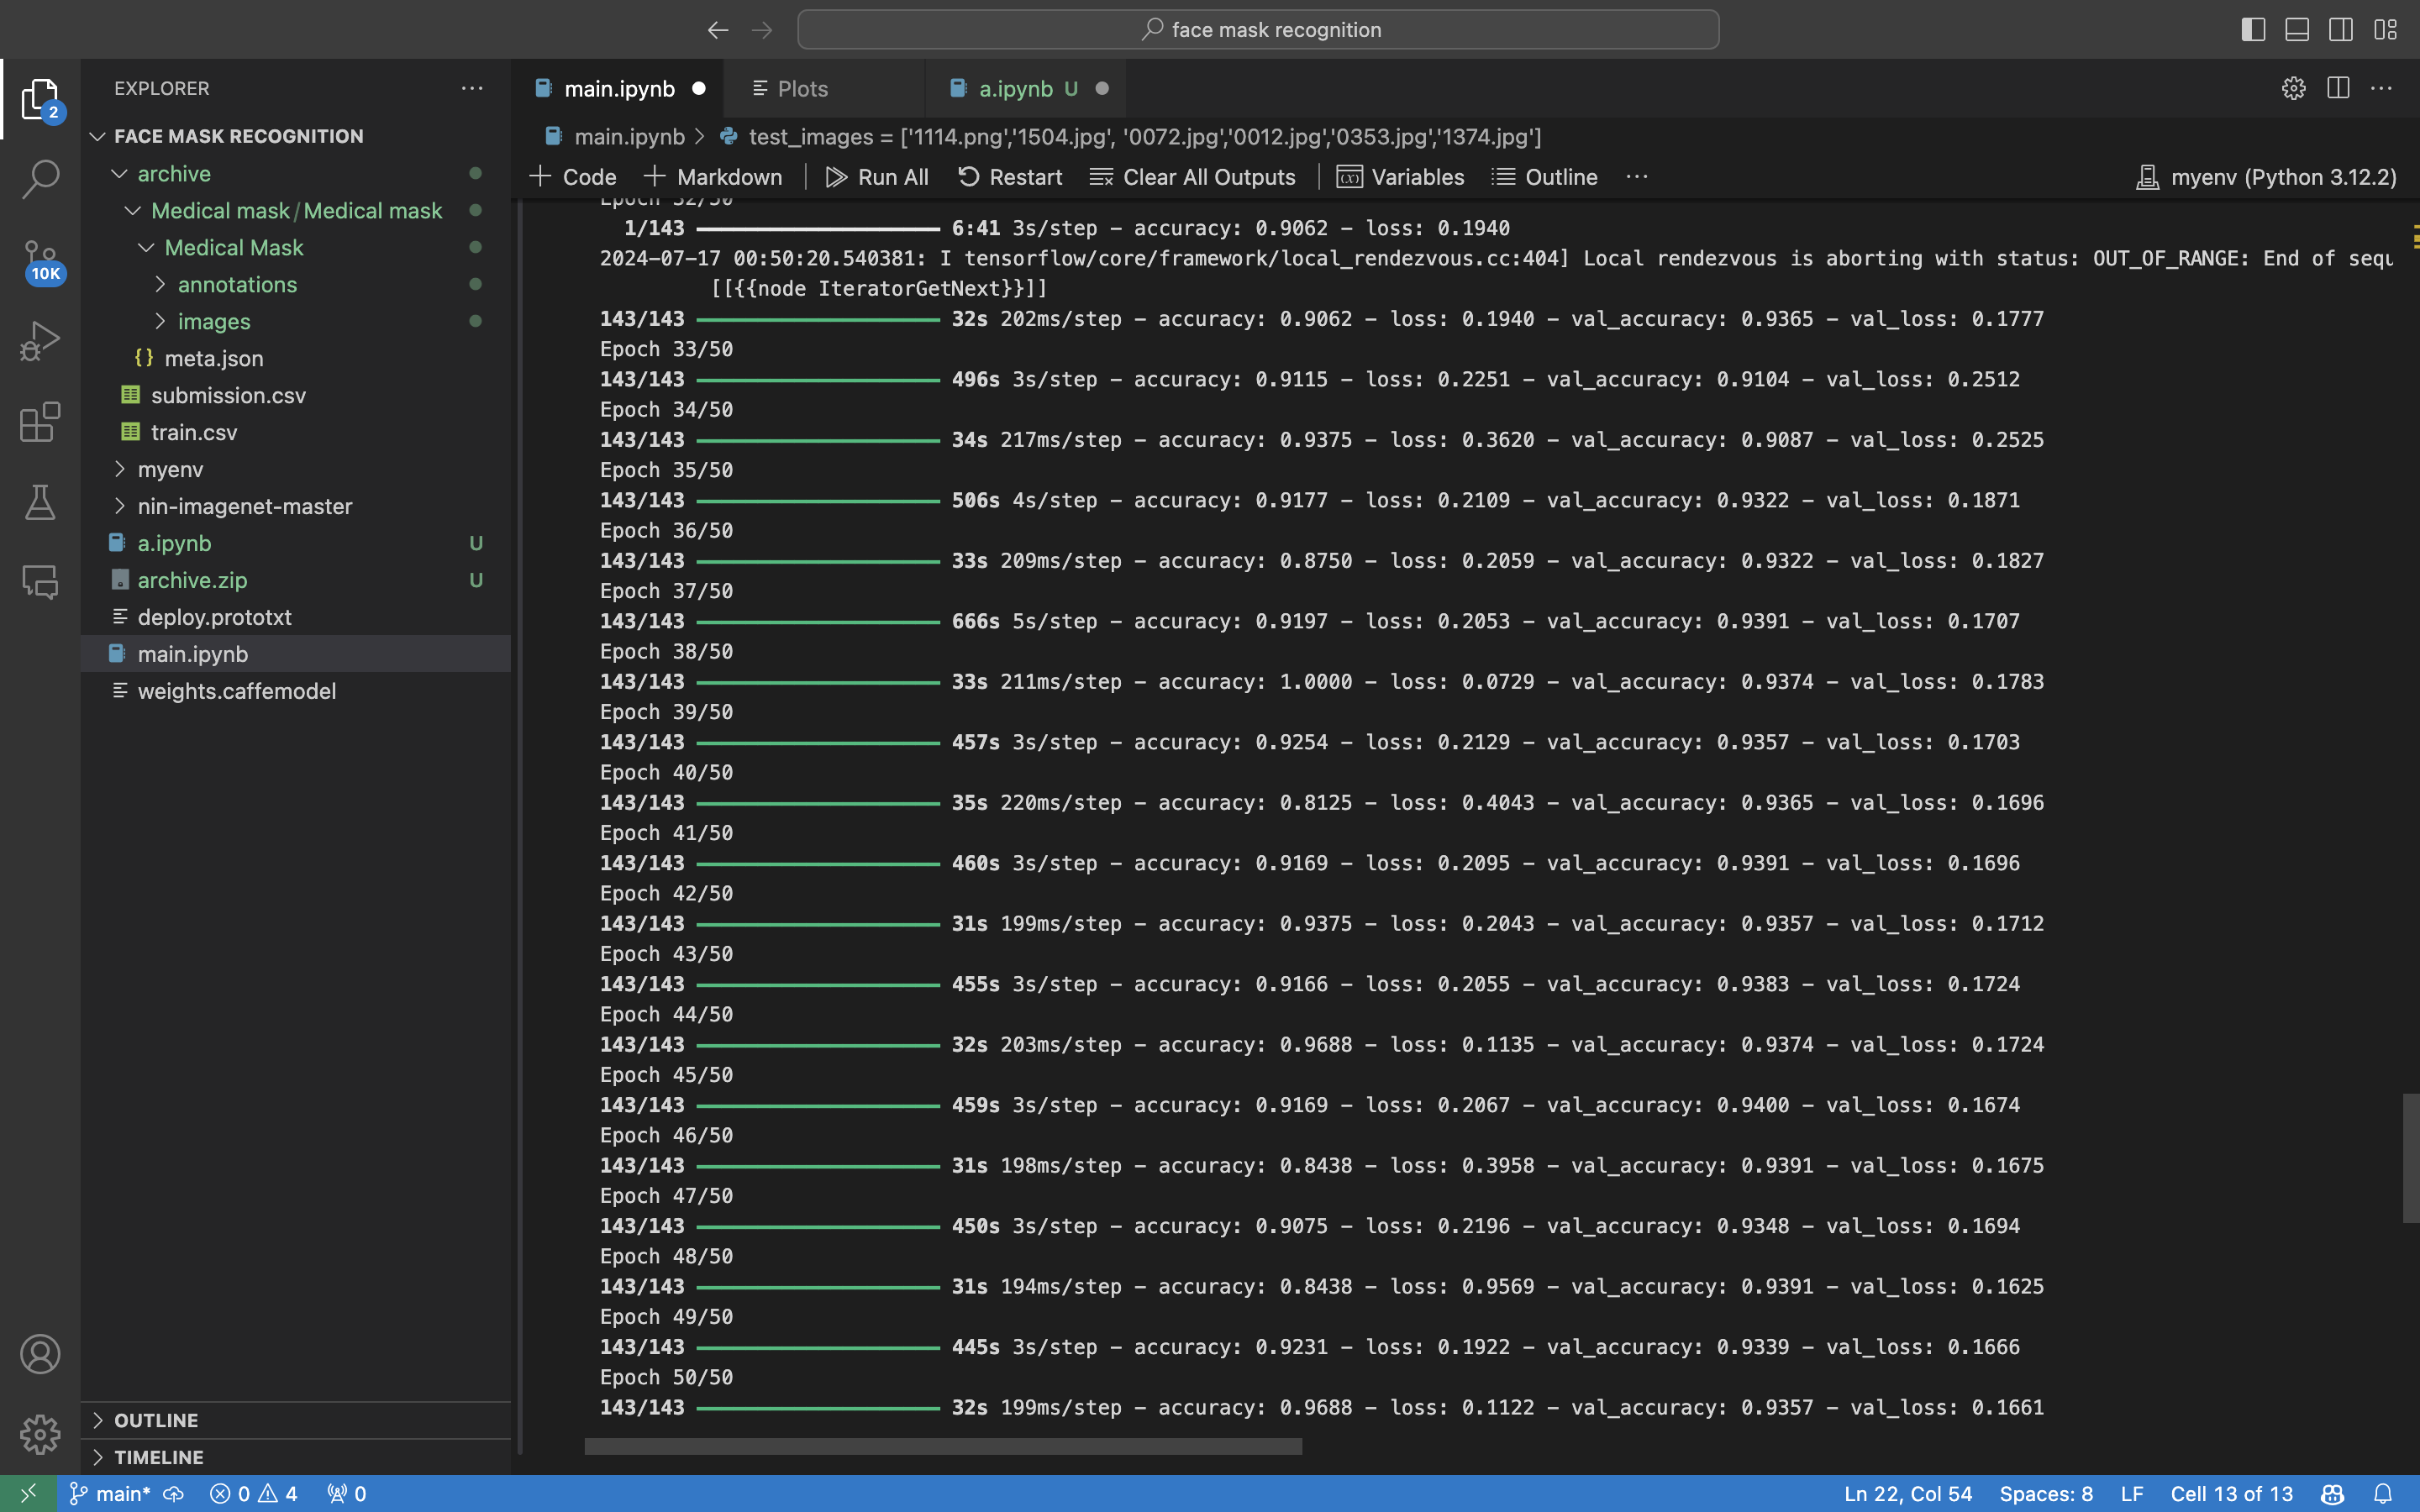 face mask recognition
EXPLORER
main.ipynb
Plots
a.ipynb U
2
FACE MASK RECOGNITION
main.ipynb > test_images = ['1114.png','1504.jpg', '0072.jpg','0012.jpg','0353.jpg','1374.jpg']
archive
+ Code + Markdown Run All Restart Clear All Outputs Variables Outline ... myenv (Python 3.12.2)
Medical mask / Medical mask
Medical Mask
10K
annotations
images
meta.json
submission.csv
train.csv
myenv
nin-imagenet-master
a.ipynb U
archive.zip U
deploy.prototxt
main.ipynb
weights.caffemodel
OUTLINE
TIMELINE
Epoch 32/50
1/143 6:41 3s/step - accuracy: 0.9062 - loss: 0.1940
2024-07-17 00:50:20.540381: I tensorflow/core/framework/local_rendezvous.cc:404] Local rendezvous is aborting with status: OUT_OF_RANGE: End of sequ
[[{{node IteratorGetNext}}]]
143/143 32s 202ms/step - accuracy: 0.9062 - loss: 0.1940 - val_accuracy: 0.9365 - val_loss: 0.1777
Epoch 33/50
143/143 496s 3s/step - accuracy: 0.9115 - loss: 0.2251 - val_accuracy: 0.9104 - val_loss: 0.2512
Epoch 34/50
143/143 34s 217ms/step - accuracy: 0.9375 - loss: 0.3620 - val_accuracy: 0.9087 - val_loss: 0.2525
Epoch 35/50
143/143 506s 4s/step - accuracy: 0.9177 - loss: 0.2109 - val_accuracy: 0.9322 - val_loss: 0.1871
Epoch 36/50
143/143 33s 209ms/step - accuracy: 0.8750 - loss: 0.2059 - val_accuracy: 0.9322 - val_loss: 0.1827
Epoch 37/50
143/143 666s 5s/step - accuracy: 0.9197 - loss: 0.2053 - val_accuracy: 0.9391 - val_loss: 0.1707
Epoch 38/50
143/143 33s 211ms/step - accuracy: 1.0000 - loss: 0.0729 - val_accuracy: 0.9374 - val_loss: 0.1783
Epoch 39/50
143/143 457s 3s/step - accuracy: 0.9254 - loss: 0.2129 - val_accuracy: 0.9357 - val_loss: 0.1703
Epoch 40/50
143/143 35s 220ms/step - accuracy: 0.8125 - loss: 0.4043 - val_accuracy: 0.9365 - val_loss: 0.1696
Epoch 41/50
143/143 460s 3s/step - accuracy: 0.9169 - loss: 0.2095 - val_accuracy: 0.9391 - val_loss: 0.1696
Epoch 42/50
143/143 31s 199ms/step - accuracy: 0.9375 - loss: 0.2043 - val_accuracy: 0.9357 - val_loss: 0.1712
Epoch 43/50
143/143 455s 3s/step - accuracy: 0.9166 - loss: 0.2055 - val_accuracy: 0.9383 - val_loss: 0.1724
Epoch 44/50
143/143 32s 203ms/step - accuracy: 0.9688 - loss: 0.1135 - val_accuracy: 0.9374 - val_loss: 0.1724
Epoch 45/50
143/143 459s 3s/step - accuracy: 0.9169 - loss: 0.2067 - val_accuracy: 0.9400 - val_loss: 0.1674
Epoch 46/50
143/143 31s 198ms/step - accuracy: 0.8438 - loss: 0.3958 - val_accuracy: 0.9391 - val_loss: 0.1675
Epoch 47/50
143/143 450s 3s/step - accuracy: 0.9075 - loss: 0.2196 - val_accuracy: 0.9348 - val_loss: 0.1694
Epoch 48/50
143/143 31s 194ms/step - accuracy: 0.8438 - loss: 0.9569 - val_accuracy: 0.9391 - val_loss: 0.1625
Epoch 49/50
143/143 445s 3s/step - accuracy: 0.9231 - loss: 0.1922 - val_accuracy: 0.9339 - val_loss: 0.1666
Epoch 50/50
143/143 32s 199ms/step - accuracy: 0.9688 - loss: 0.1122 - val_accuracy: 0.9357 - val_loss: 0.1661
main* 0 4 0 Ln 22, Col 54 Spaces: 8 LF Cell 13 of 13